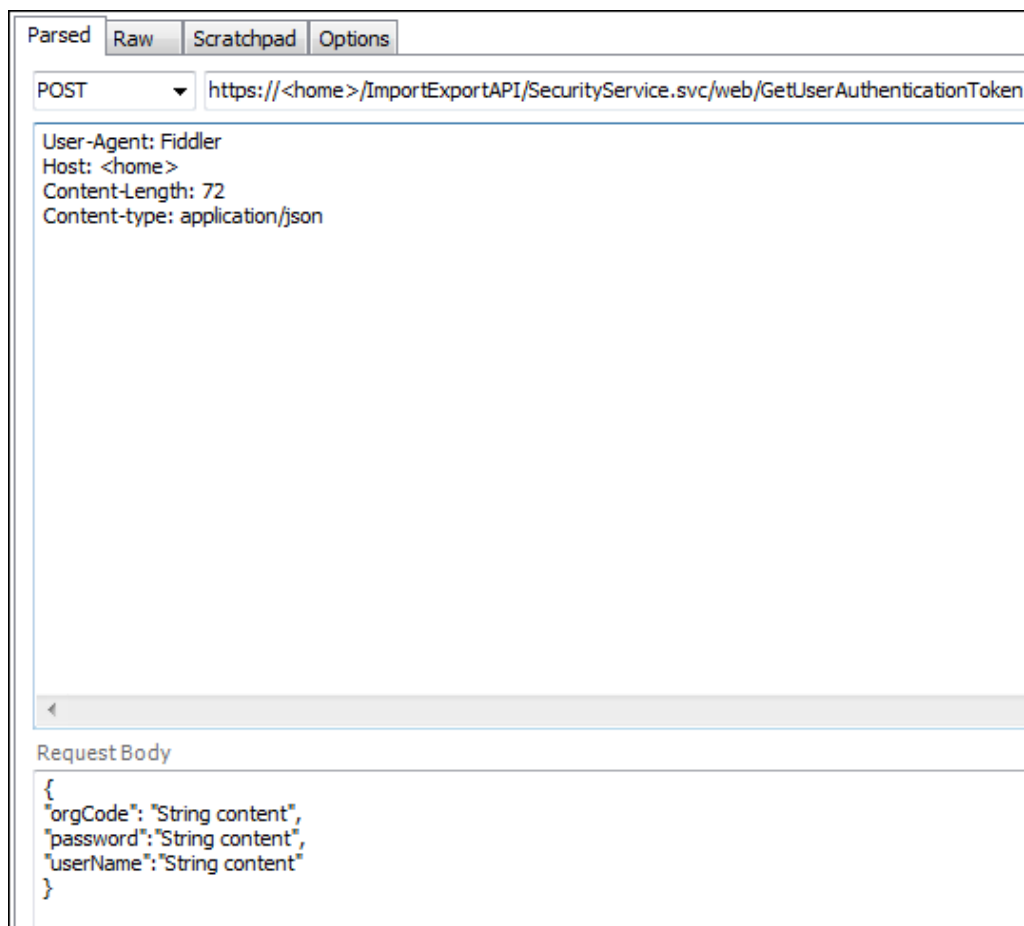 Parsed Raw Scratchpad Options
POST https://<home>/ImportExportAPI/SecurityService.svc/web/GetUserAuthenticationToken
User-Agent: Fiddler
Host: <home>
Content-Length: 72
Content-type: application/json
Request Body
{
"orgCode": "String content",
"password":"String content",
"userName":"String content"
}